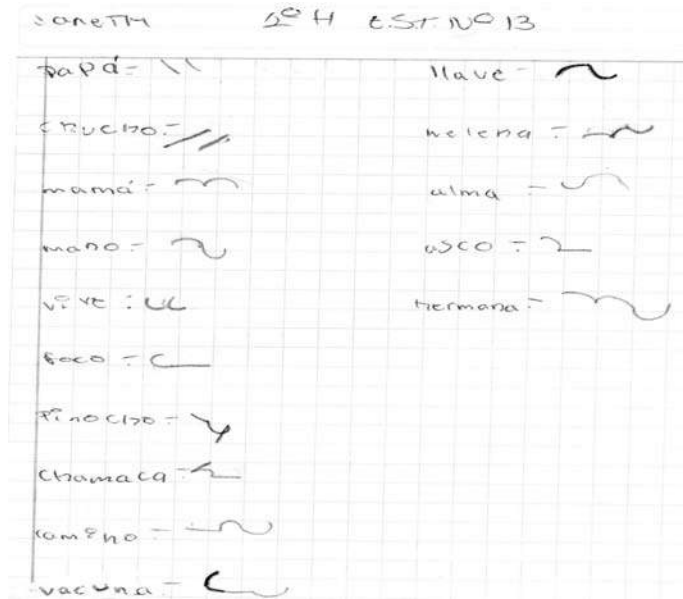 Janeth 2º H E.S.T. Nº 13
papá =
chucho =
mamá =
mano =
vive =
foco =
Pinocho =
chamaca =
camino =
vacuna =
llave =
helena =
alma =
asco =
hermana =